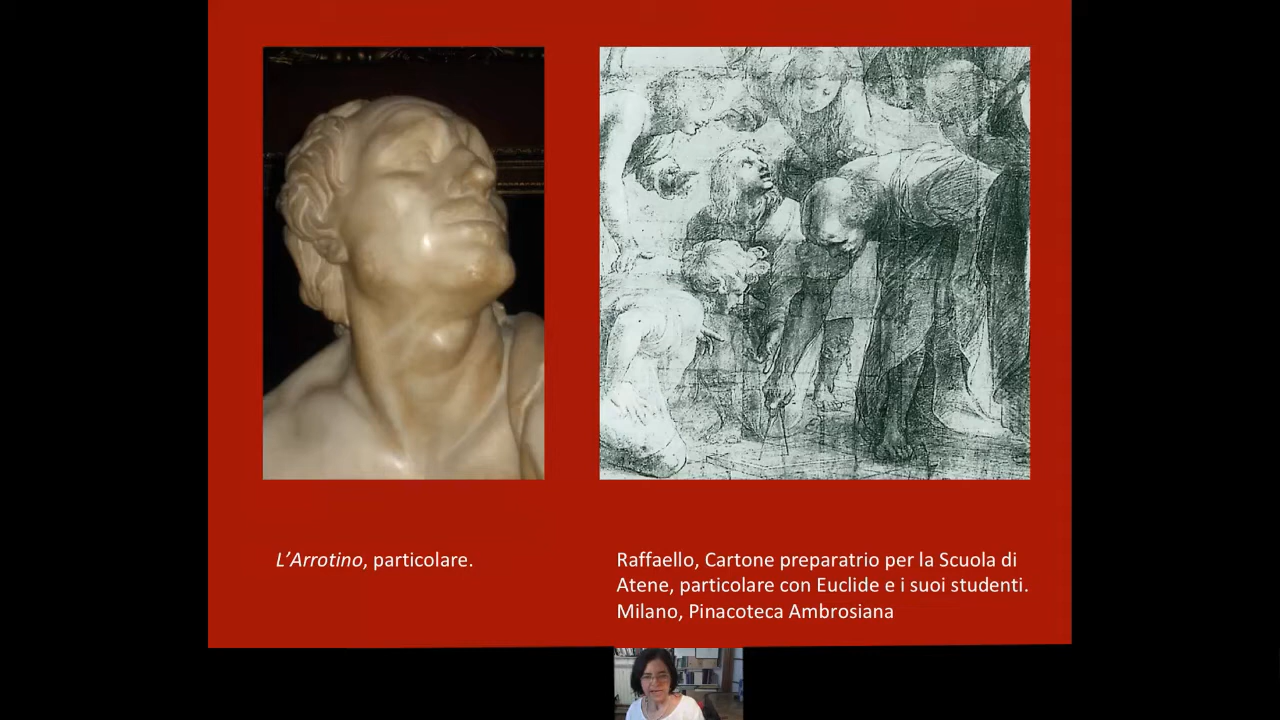 L'Arrotino, particolare.
Raffaello, Cartone preparatrio per la Scuola di
Atene, particolare con Euclide e i suoi studenti.
Milano, Pinacoteca Ambrosiana